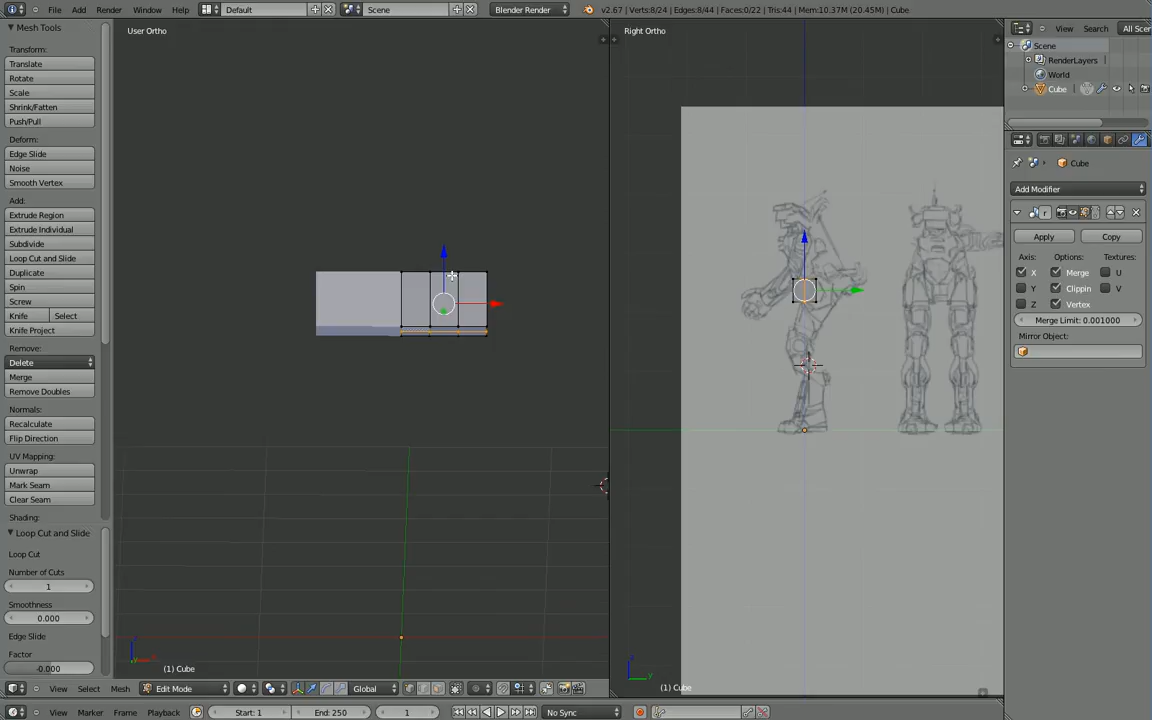 File Add Render Window Help Default Scene Blender Render v2.67 | Verts:8/24 | Edges:8/44 | Faces:0/22 | Tris:44 | Mem:10.37M (20.45M) | Cube
Mesh Tools
Transform:
Translate
Rotate
Scale
Shrink/Fatten
Push/Pull
Deform:
Edge Slide
Noise
Smooth Vertex
Add:
Extrude Region
Extrude Individual
Subdivide
Loop Cut and Slide
Duplicate
Spin
Screw
Knife Select
Knife Project
Remove:
Delete
Merge
Remove Doubles
Normals:
Recalculate
Flip Direction
UV Mapping:
Unwrap
Mark Seam
Clear Seam
Shading:
Loop Cut and Slide
Loop Cut
Number of Cuts
1
Smoothness
0.000
Edge Slide
Factor
-0.000
User Ortho
(1) Cube
Right Ortho
(1) Cube
View Search All Scen
Scene
RenderLayers
World
Cube
Cube
Add Modifier
Apply Copy
Axis: Options: Textures:
X Merge U
Y Clippin V
Z Vertex
Merge Limit: 0.001000
Mirror Object:
View Select Mesh Edit Mode Global
View Marker Frame Playback Start: 1 End: 250 1 No Sync